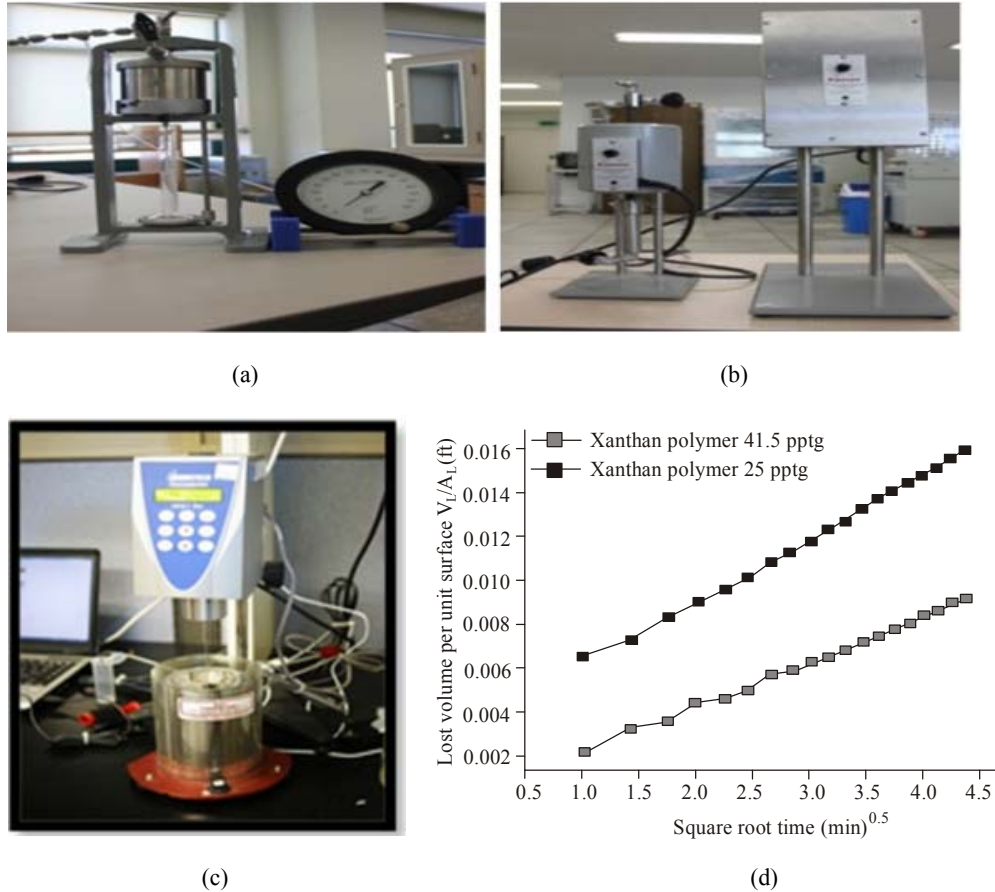 (a)
(b)
(c)
Xanthan polymer 41.5 pptg
Xanthan polymer 25 pptg
Lost volume per unit surface V_L/A_L (ft)
0.016
0.014
0.012
0.010
0.008
0.006
0.004
0.002
0.5 1.0 1.5 2.0 2.5 3.0 3.5 4.0 4.5
Square root time (min)^0.5
(d)